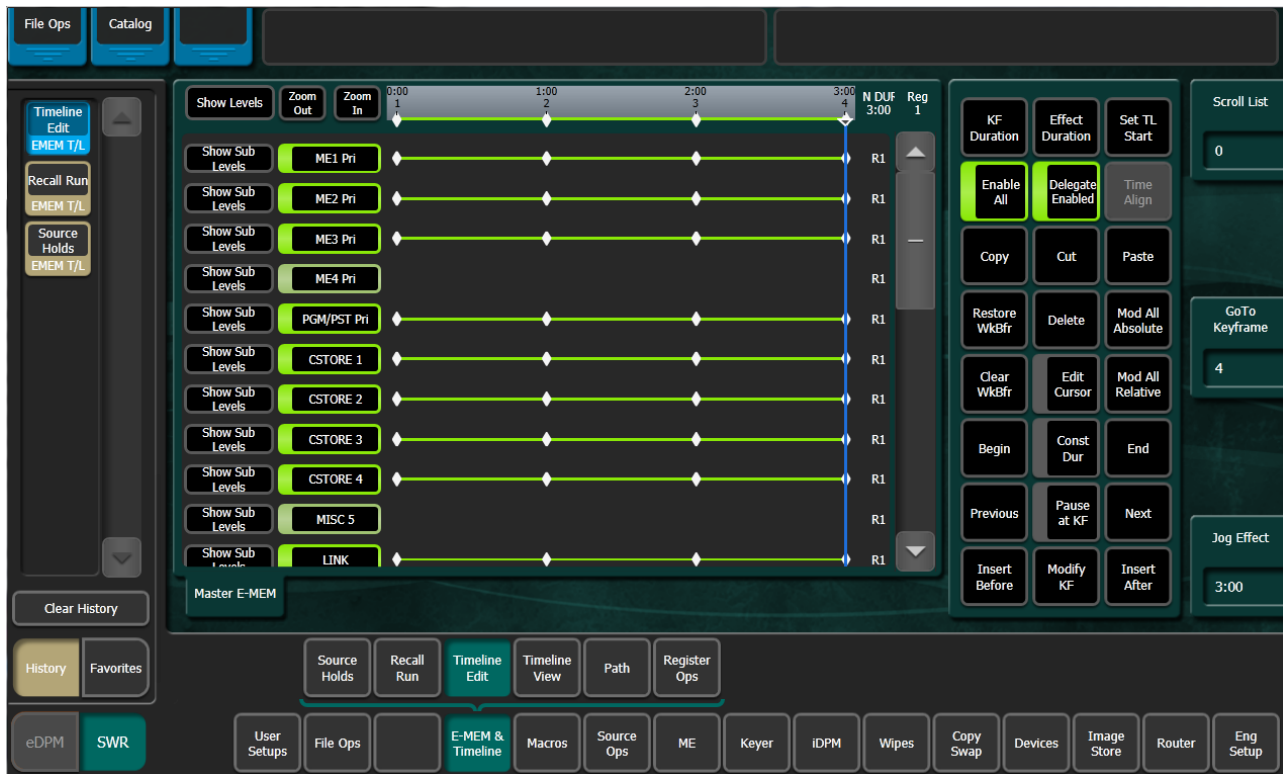 File Ops
Catalog
Timeline
Edit
EMEM T/L
Recall Run
EMEM T/L
Source
Holds
EMEM T/L
Clear History
History
Favorites
eDPM
SWR
Show Levels
Zoom
Out
Zoom
In
0:00
1:00
2:00
3:00
1
2
3
4
N DUF
3:00
Reg
1
Show Sub
Levels
ME1 Pri
R1
Show Sub
Levels
ME2 Pri
R1
Show Sub
Levels
ME3 Pri
R1
Show Sub
Levels
ME4 Pri
R1
Show Sub
Levels
PGM/PST Pri
R1
Show Sub
Levels
CSTORE 1
R1
Show Sub
Levels
CSTORE 2
R1
Show Sub
Levels
CSTORE 3
R1
Show Sub
Levels
CSTORE 4
R1
Show Sub
Levels
MISC 5
R1
Show Sub
Levels
LINK
R1
Master E-MEM
KF
Duration
Effect
Duration
Set TL
Start
Enable
All
Delegate
Enabled
Time
Align
Copy
Cut
Paste
Restore
WkBfr
Delete
Mod All
Absolute
Clear
WkBfr
Edit
Cursor
Mod All
Relative
Begin
Const
Dur
End
Previous
Pause
at KF
Next
Insert
Before
Modify
KF
Insert
After
Scroll List
0
GoTo
Keyframe
4
Jog Effect
3:00
Source
Holds
Recall
Run
Timeline
Edit
Timeline
View
Path
Register
Ops
User
Setups
File Ops
E-MEM &
Timeline
Macros
Source
Ops
ME
Keyer
iDPM
Wipes
Copy
Swap
Devices
Image
Store
Router
Eng
Setup